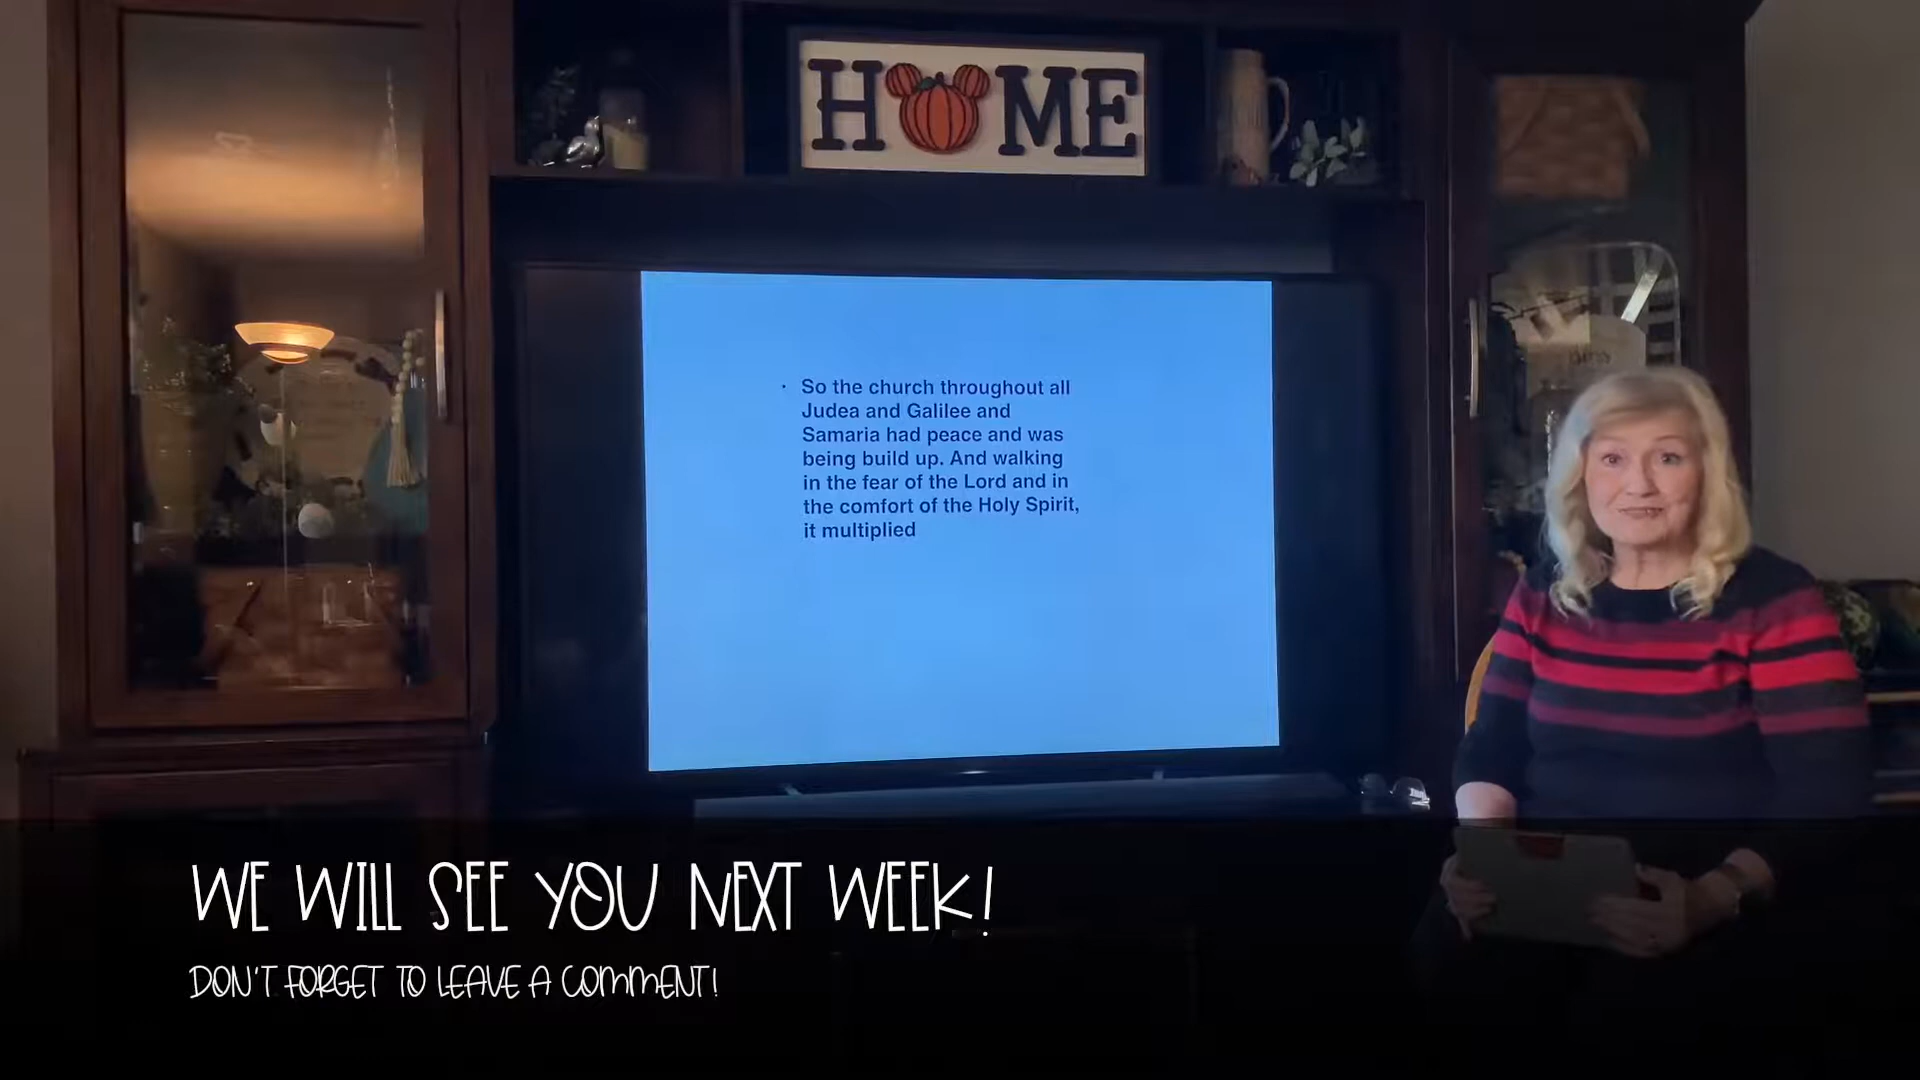 HOME
So the church throughout all
Judea and Galilee and
Samaria had peace and was
being build up. And walking
in the fear of the Lord and in
the comfort of the Holy Spirit,
it multiplied
WE WILL SEE YOU NEXT WEEK!
DON'T FORGET TO LEAVE A COMMENT!